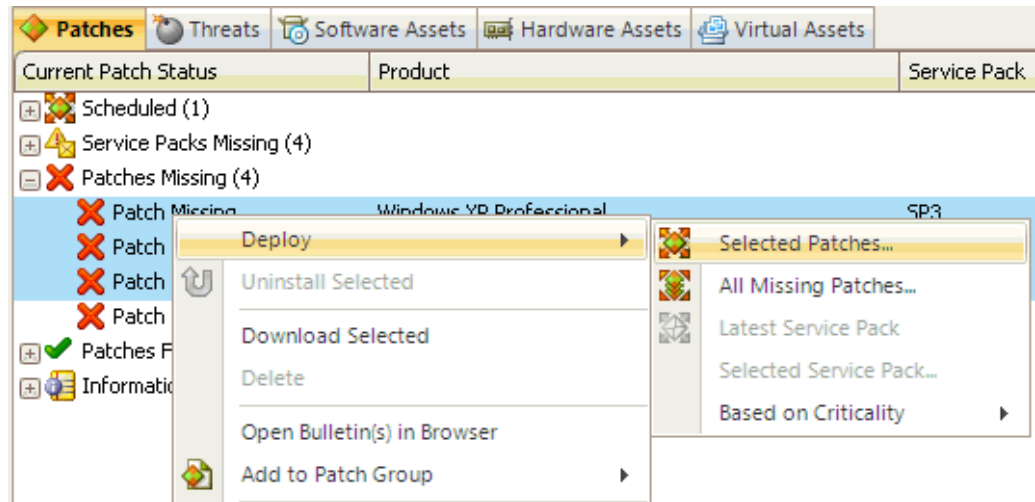 Patches Threats Software Assets Hardware Assets Virtual Assets
Current Patch Status Product Service Pack
Scheduled (1)
Service Packs Missing (4)
Patches Missing (4)
Patch Missing Windows XP Professional SP3
Patch
Patch
Patch
Patches F
Informatio
Deploy
Uninstall Selected
Download Selected
Delete
Open Bulletin(s) in Browser
Add to Patch Group
Selected Patches...
All Missing Patches...
Latest Service Pack
Selected Service Pack...
Based on Criticality